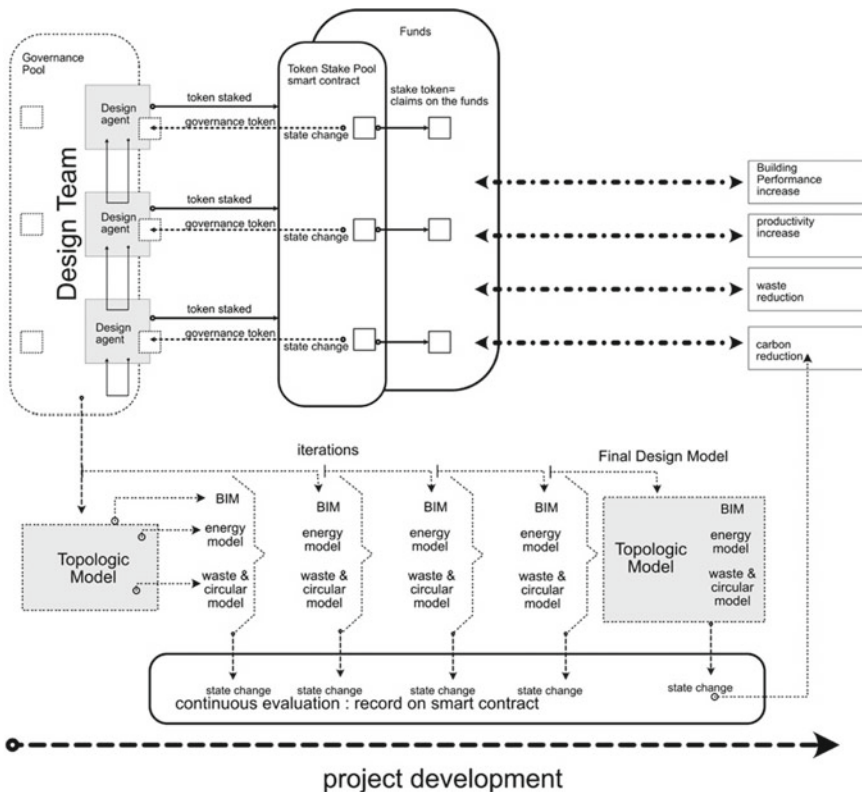 Funds
Governance
Pool
Token Stake Pool
smart contract
stake token=
claims on the funds
Design Team
Design
agent
token staked
governance token
state change
Design
agent
token staked
governance token
state change
Design
agent
token staked
governance token
state change
Building
Performance
increase
productivity
increase
waste
reduction
carbon
reduction
iterations
Final Design Model
Topologic
Model
BIM
energy
model
waste &
circular
model
BIM
energy
model
waste &
circular
model
BIM
energy
model
waste &
circular
model
BIM
energy
model
waste &
circular
model
Topologic
Model
BIM
energy
model
waste &
circular
model
state change
state change
state change
state change
state change
continuous evaluation : record on smart contract
project development